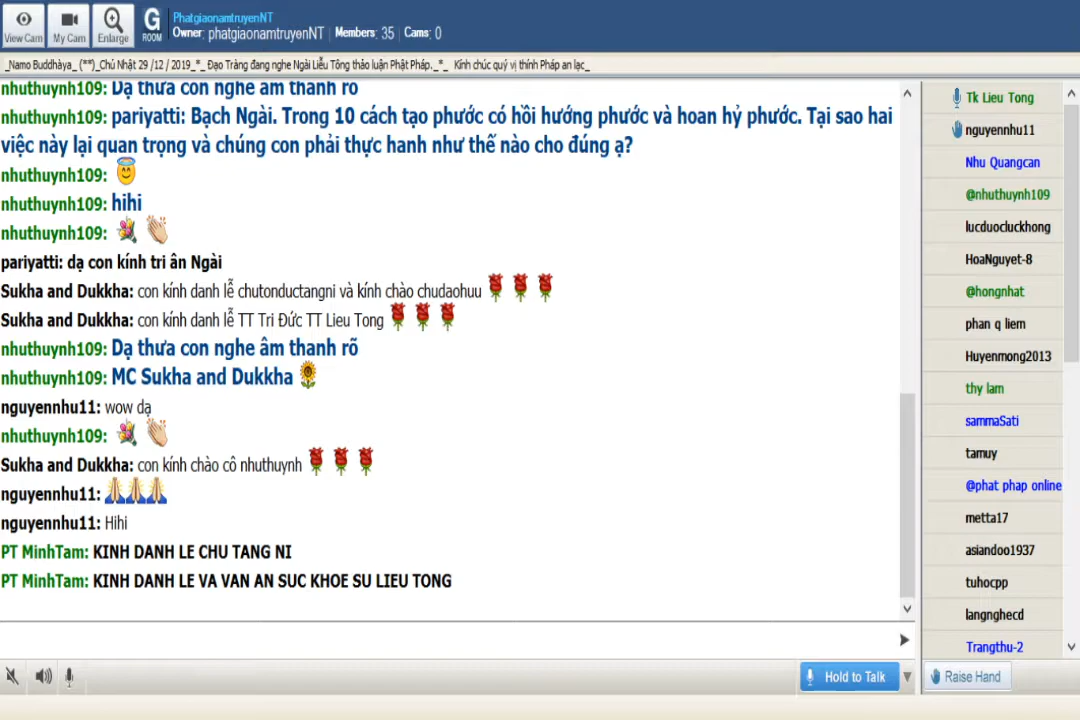 View Cam
My Cam
Enlarge
G
ROOM
PhatgiaonamtruyenNT
Owner: phatgiaonamtruyenNT | Members: 35 | Cams: 0
_Namo Buddhàya_ (**)_Chủ Nhật 29 /12 / 2019_*_ Đạo Tràng đang nghe Ngài Liễu Tông thảo luận Phật Pháp._*_ Kính chúc quý vị thính Pháp an lạc_
nhuthuynh109: Dạ thưa con nghe âm thanh rõ
nhuthuynh109: pariyatti: Bạch Ngài. Trong 10 cách tạo phước có hồi hướng phước và hoan hỷ phước. Tại sao hai
việc này lại quan trọng và chúng con phải thực hanh như thế nào cho đúng ạ?
nhuthuynh109:
nhuthuynh109: hihi
nhuthuynh109:
pariyatti: dạ con kính tri ân Ngài
Sukha and Dukkha: con kính danh lễ chutonductangni và kính chào chudaohuu
Sukha and Dukkha: con kính danh lễ TT Tri Đức TT Lieu Tong
nhuthuynh109: Dạ thưa con nghe âm thanh rõ
nhuthuynh109: MC Sukha and Dukkha
nguyennhu11: wow dạ
nhuthuynh109:
Sukha and Dukkha: con kính chào cô nhuthuynh
nguyennhu11:
nguyennhu11: Hihi
PT MinhTam: KINH DANH LE CHU TANG NI
PT MinhTam: KINH DANH LE VA VAN AN SUC KHOE SU LIEU TONG
Tk Lieu Tong
nguyennhu11
Nhu Quangcan
@nhuthuynh109
lucduocluckhong
HoaNguyet-8
@hongnhat
phan q liem
Huyenmong2013
thy lam
sammaSati
tamuy
@phat phap online
metta17
asiandoo1937
tuhocpp
langnghecd
Trangthu-2
Hold to Talk
Raise Hand